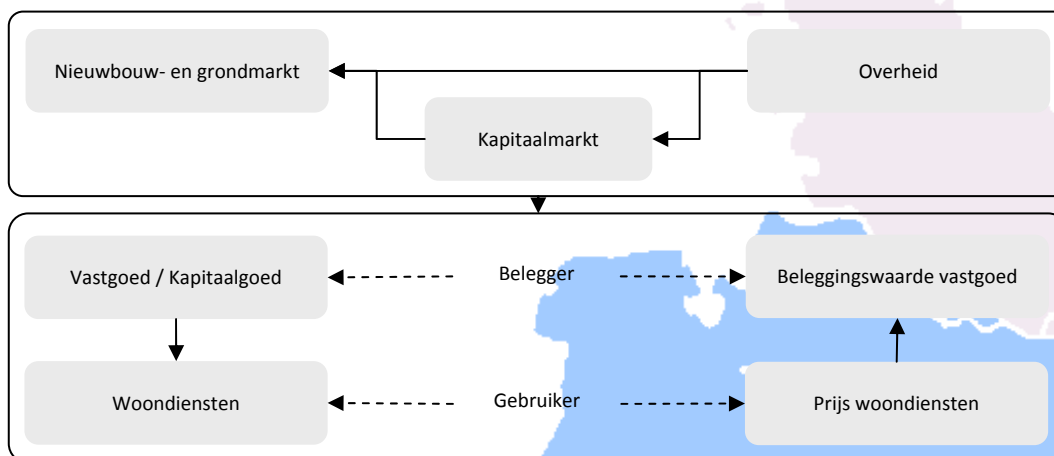 Nieuwbouw- en grondmarkt
Overheid
Kapitaalmarkt
Vastgoed / Kapitaalgoed
Belegger
Beleggingswaarde vastgoed
Woondiensten
Gebruiker
Prijs woondiensten